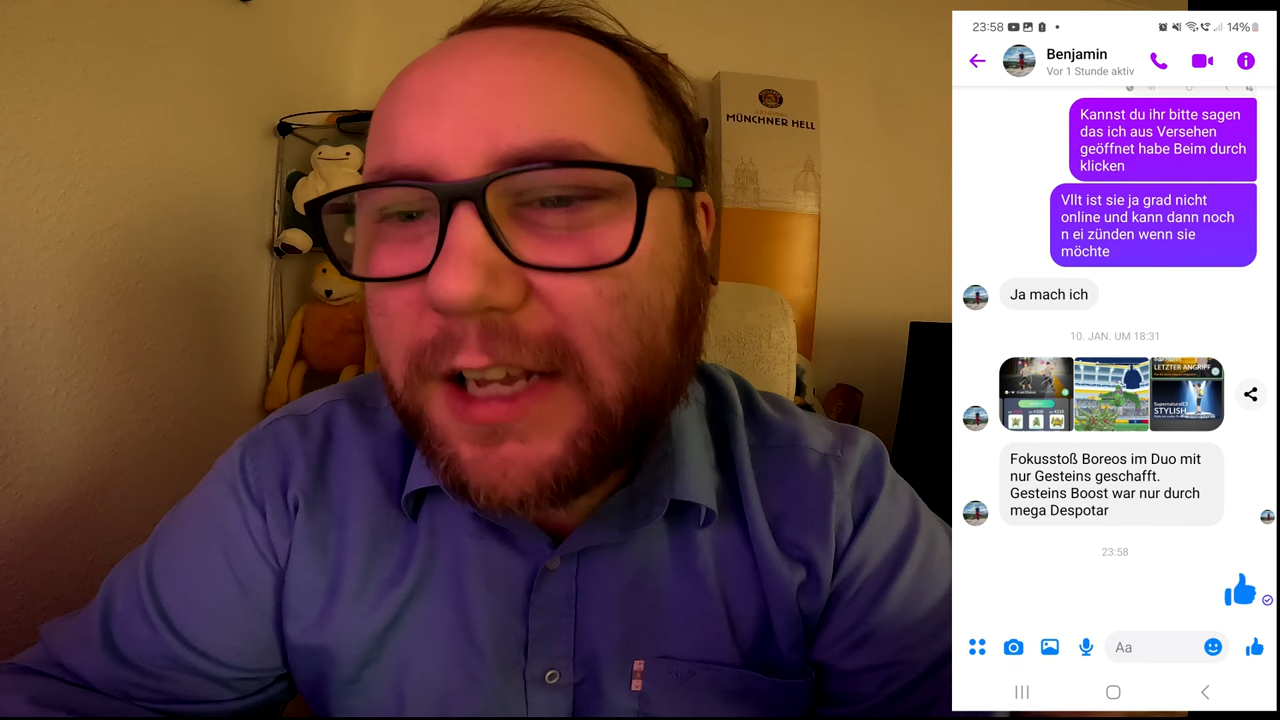 ORIGINAL
MÜNCHNER HELL
23:58
14%
Benjamin
Vor 1 Stunde aktiv
Kannst du ihr bitte sagen
das ich aus Versehen
geöffnet habe Beim durch
klicken
Vllt ist sie ja grad nicht
online und kann dann noch
n ei zünden wenn sie
möchte
Ja mach ich
10. JAN. UM 18:31
LETZTER ANGRIFF
STYLISH
Fokusstoß Boreos im Duo mit
nur Gesteins geschafft.
Gesteins Boost war nur durch
mega Despotar
23:58
Aa